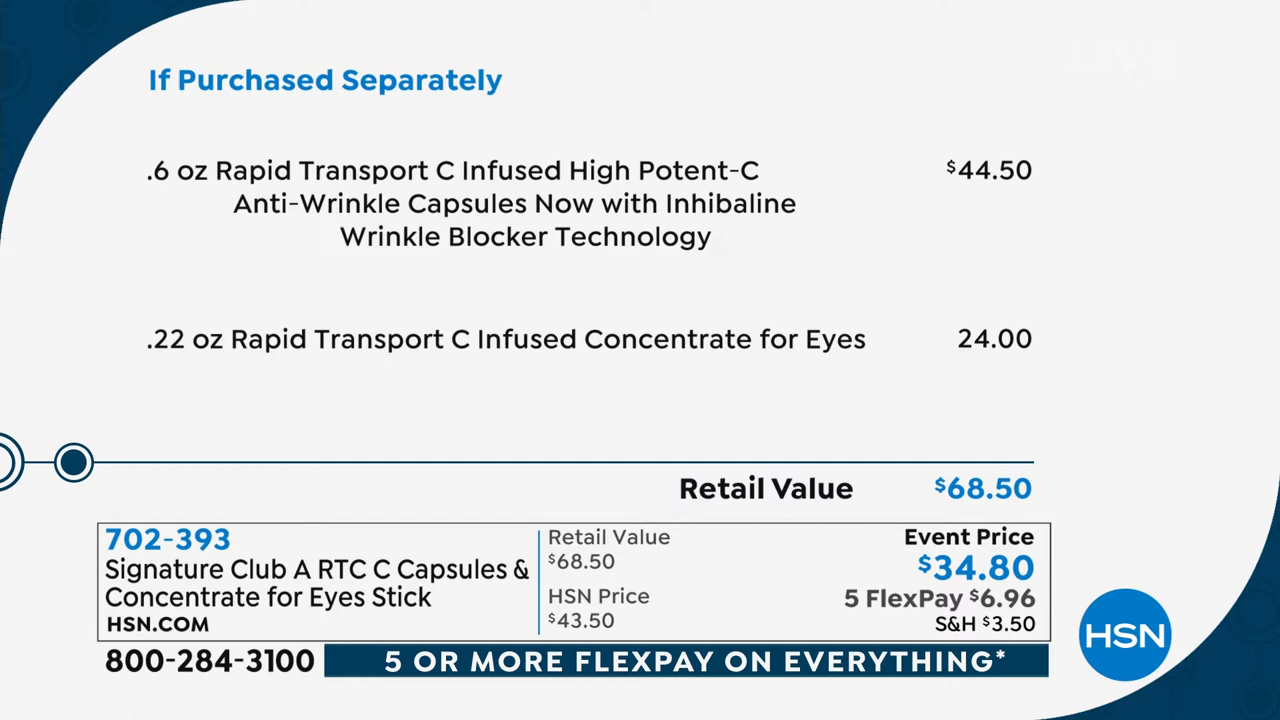 If Purchased Separately
.6 oz Rapid Transport C Infused High Potent-C $44.50
Anti-Wrinkle Capsules Now with Inhibaline
Wrinkle Blocker Technology
.22 oz Rapid Transport C Infused Concentrate for Eyes 24.00
Retail Value $68.50
702-393
Signature Club A RTC C Capsules &
Concentrate for Eyes Stick
HSN.COM
Retail Value
$68.50
HSN Price
$43.50
Event Price
$34.80
5 FlexPay $6.96
S&H $3.50
HSN
800-284-3100
5 OR MORE FLEXPAY ON EVERYTHING*